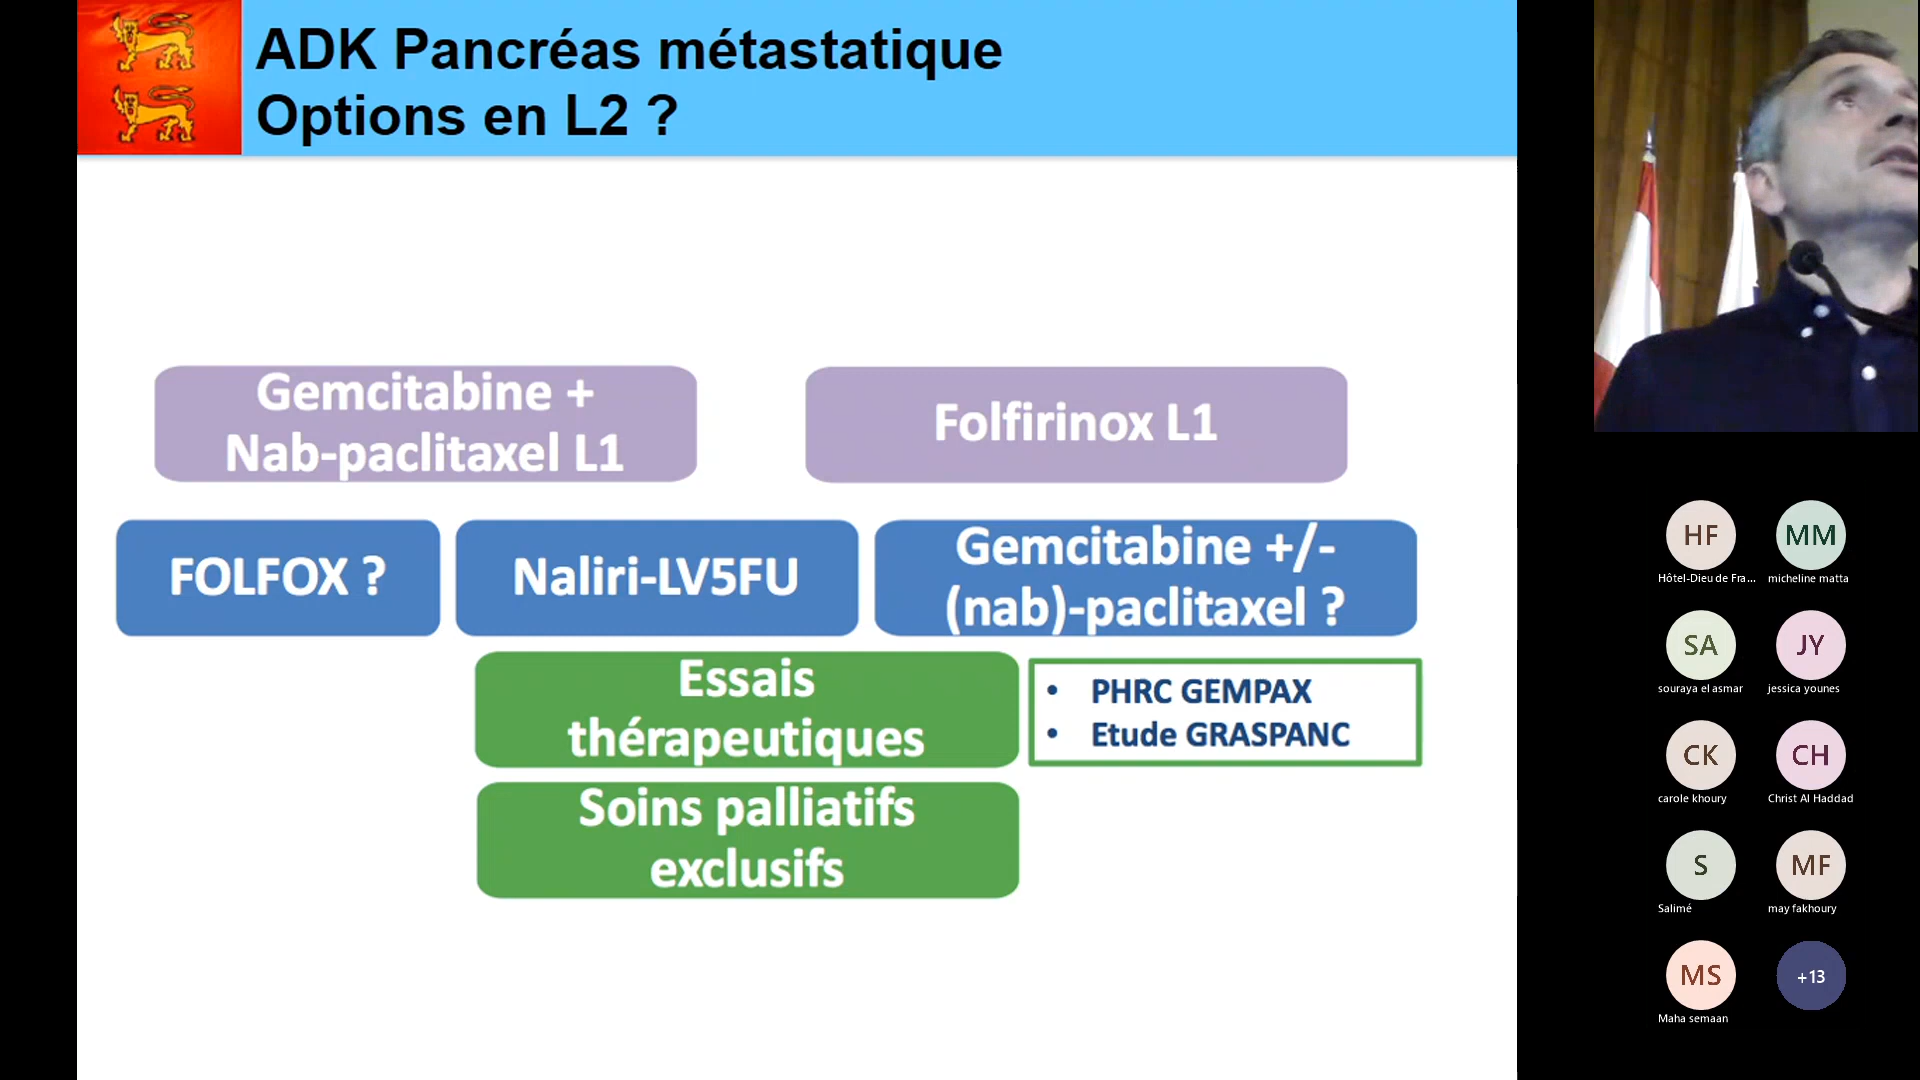 ADK Pancréas métastatique
Options en L2 ?
Gemcitabine +
Nab-paclitaxel L1
Folfirinox L1
FOLFOX ?
Naliri-LV5FU
Gemcitabine +/-
(nab)-paclitaxel ?
Essais
thérapeutiques
• PHRC GEMPAX
• Etude GRASPANC
Soins palliatifs
exclusifs
HF
Hôtel-Dieu de Fra...
MM
micheline matta
SA
souraya el asmar
JY
jessica younes
CK
carole khoury
CH
Christ Al Haddad
S
Salimé
MF
may fakhoury
MS
Maha semaan
+13